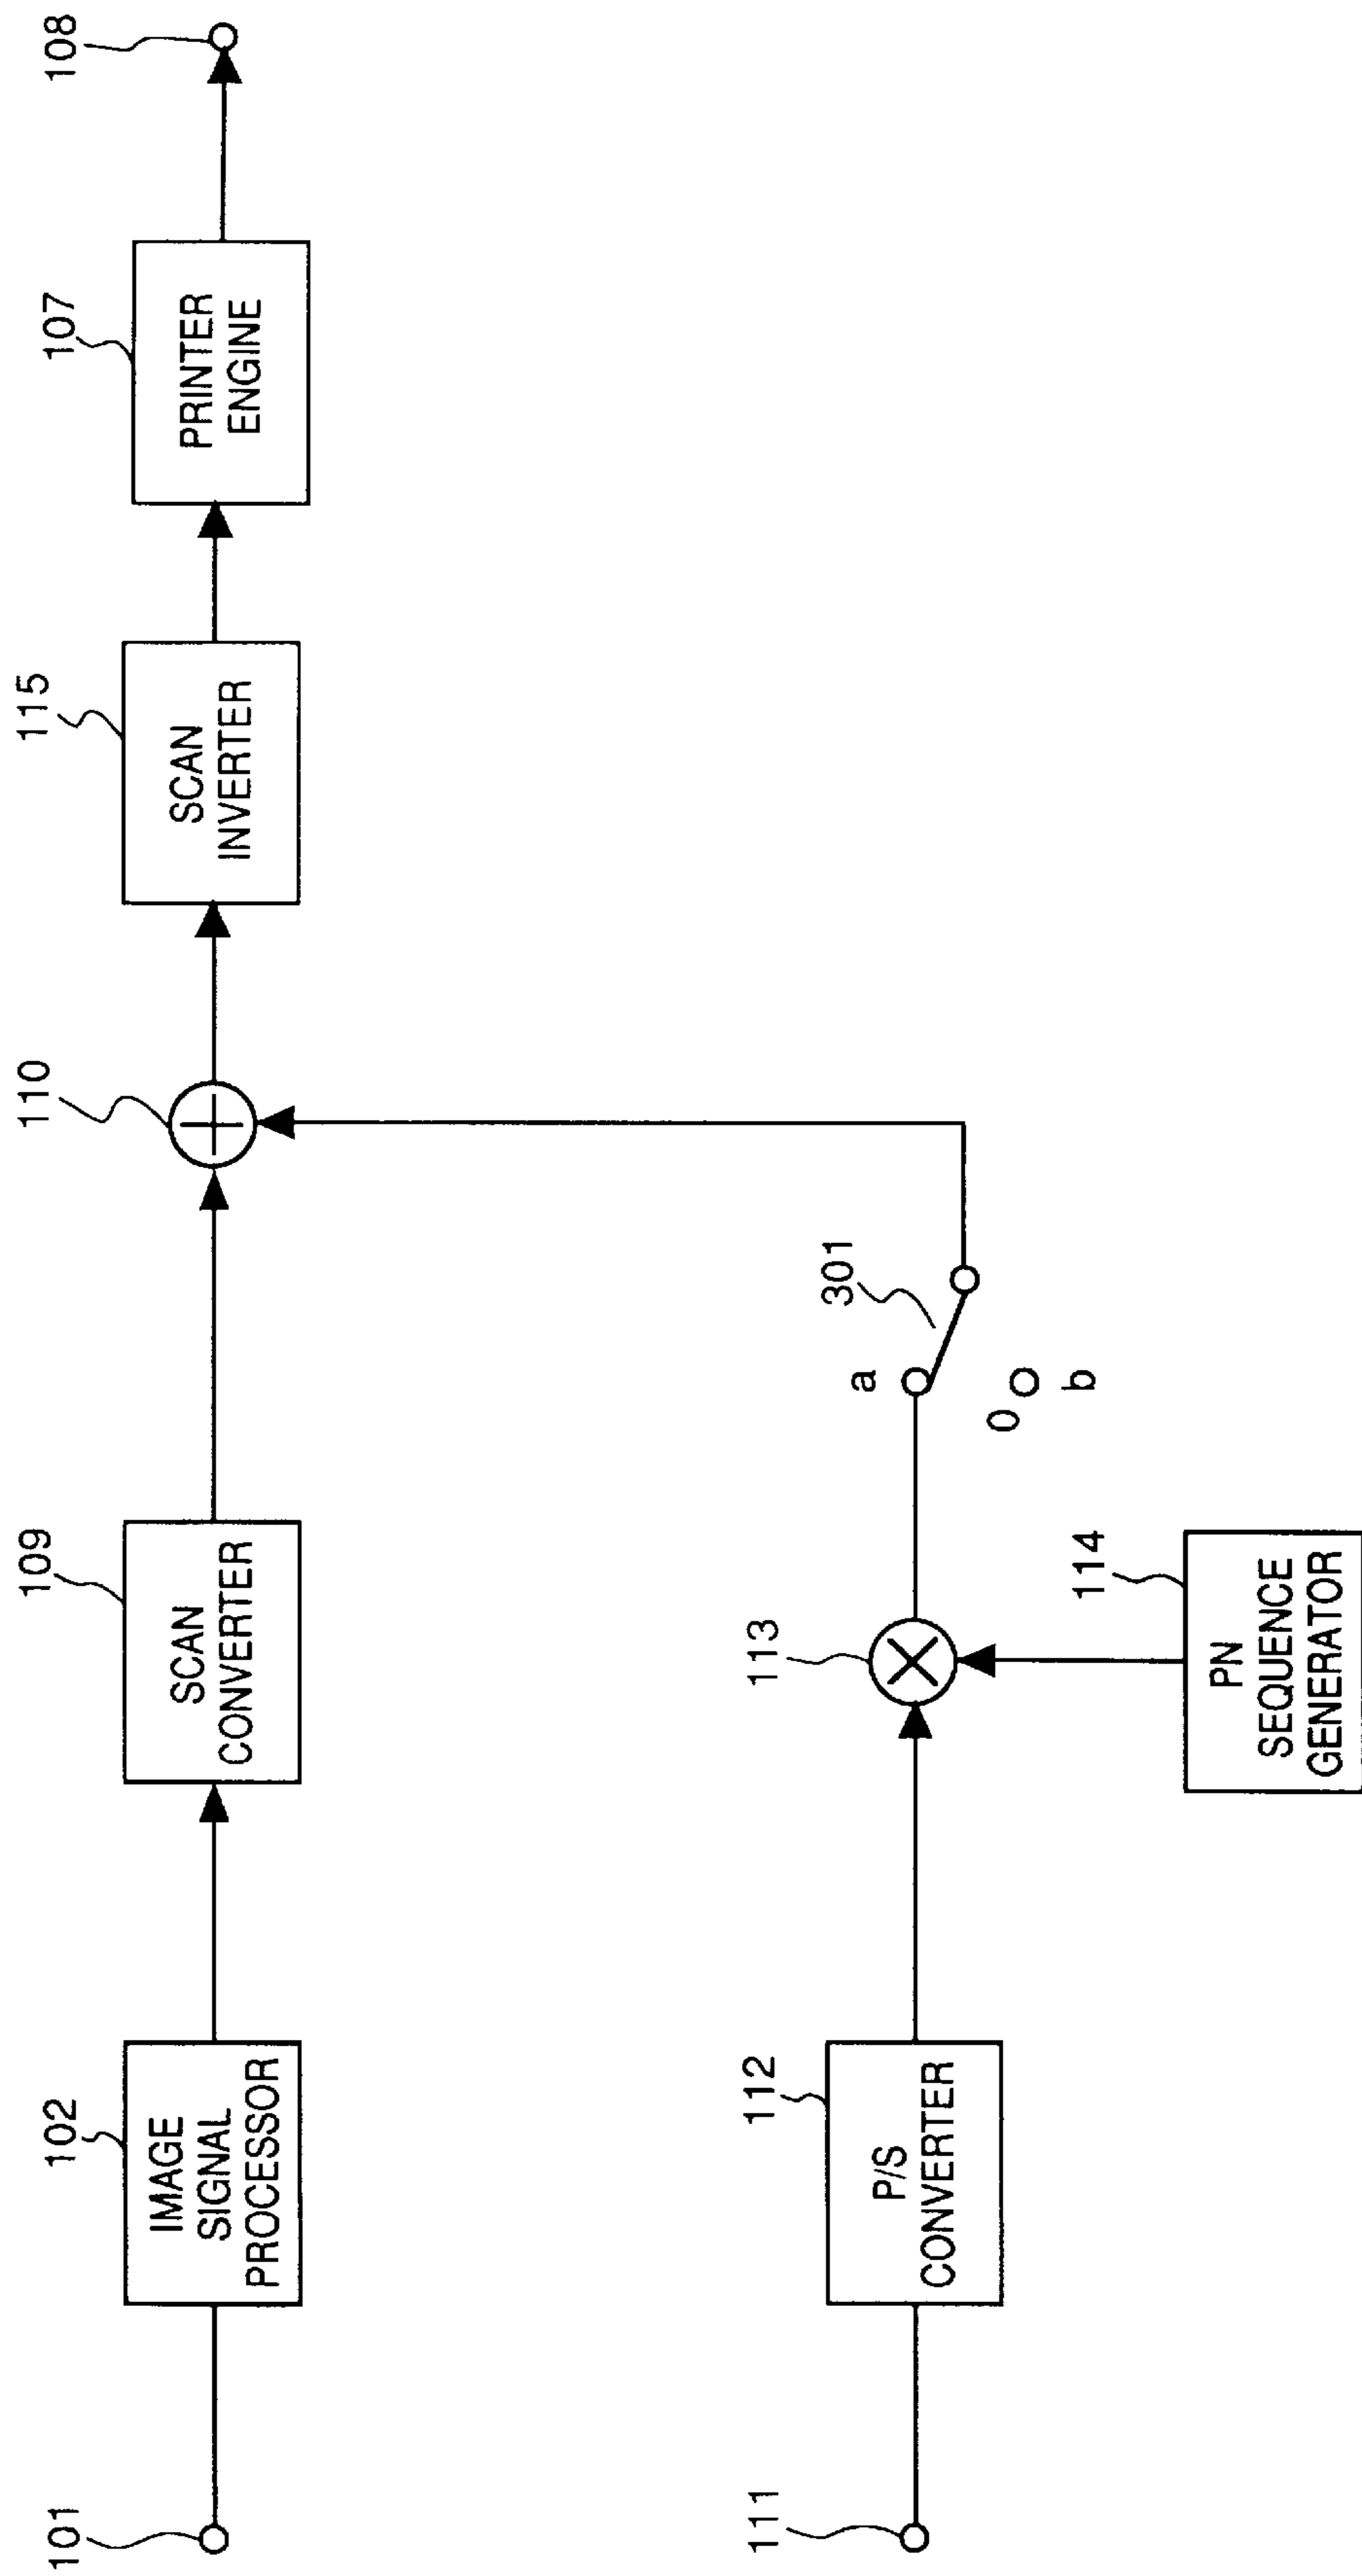 101
102
IMAGE
SIGNAL
PROCESSOR
109
SCAN
CONVERTER
110
115
SCAN
INVERTER
107
PRINTER
ENGINE
108
111
112
P/S
CONVERTER
113
a
301
0
b
114
PN
SEQUENCE
GENERATOR